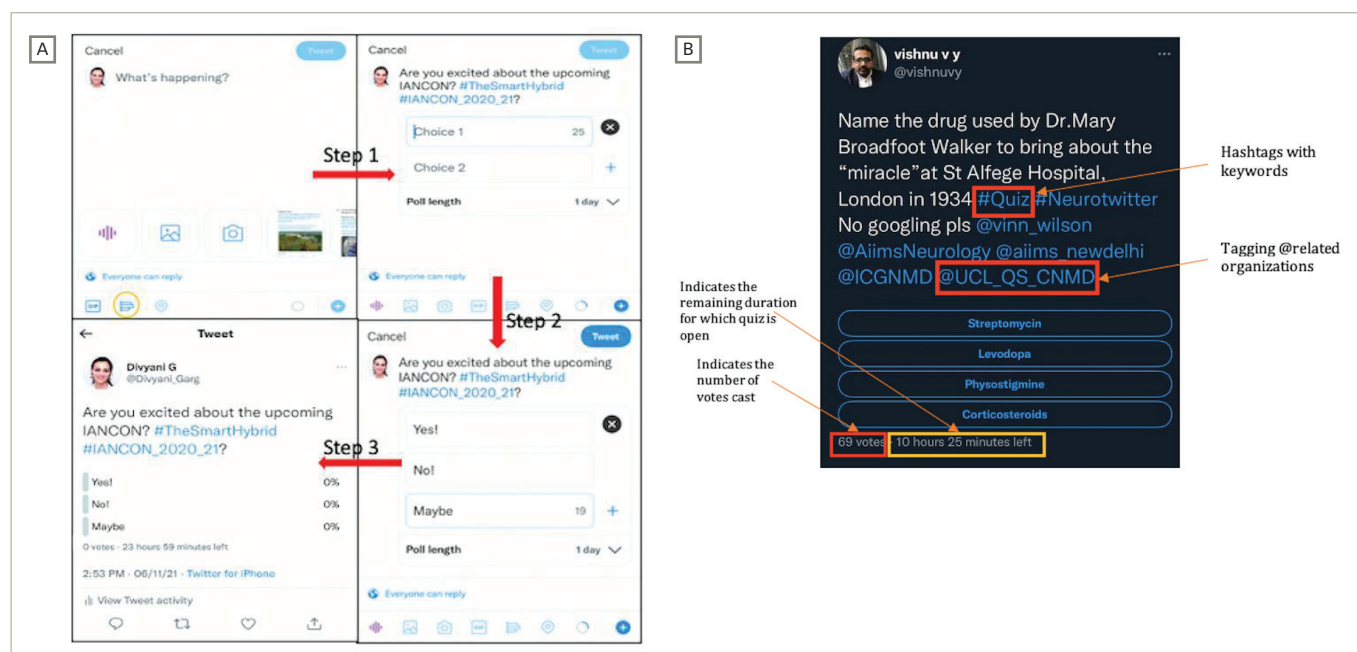 A
Cancel
Tweet
What's happening?
Everyone can reply
GIF
Step 1
Cancel
Tweet
Are you excited about the upcoming
IANCON? #TheSmartHybrid
#IANCON_2020_21?
Choice 1 25
Choice 2 +
Poll length 1 day
Everyone can reply
GIF
Step 2
Cancel
Tweet
Are you excited about the upcoming
IANCON? #TheSmartHybrid
#IANCON_2020_21?
Yes!
No!
Maybe 19 +
Poll length 1 day
Everyone can reply
GIF
Step 3
Tweet
Divyani G
@Divyani_Garg
Are you excited about the upcoming
IANCON? #TheSmartHybrid
#IANCON_2020_21?
Yes! 0%
No! 0%
Maybe 0%
0 votes · 23 hours 59 minutes left
2:53 PM · 06/11/21 · Twitter for iPhone
View Tweet activity
B
vishnu v y
@vishnuvy
Name the drug used by Dr.Mary
Broadfoot Walker to bring about the
“miracle”at St Alfege Hospital,
London in 1934 #Quiz #Neurotwitter
No googling pls @vinn_wilson
@AiimsNeurology @aiims_newdelhi
@ICGNMD @UCL_QS_CNMD
Streptomycin
Levodopa
Physostigmine
Corticosteroids
69 votes · 10 hours 25 minutes left
Hashtags with
keywords
Tagging @related
organizations
Indicates the
remaining duration
for which quiz is
open
Indicates the
number of
votes cast